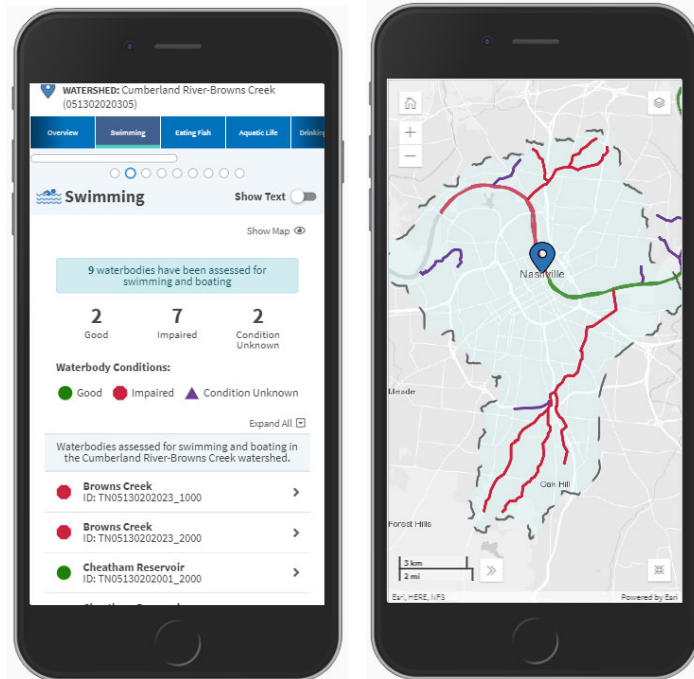 WATERSHED: Cumberland River-Browns Creek
(051302020305)
Overview
Swimming
Eating Fish
Aquatic Life
Drinking
Swimming
Show Text
Show Map
9 waterbodies have been assessed for
swimming and boating
2
Good
7
Impaired
2
Condition
Unknown
Waterbody Conditions:
Good
Impaired
Condition Unknown
Expand All
Waterbodies assessed for swimming and boating in
the Cumberland River-Browns Creek watershed.
Browns Creek
ID: TN05130202023_1000
Browns Creek
ID: TN05130202023_2000
Cheatham Reservoir
ID: TN05130202001_2000
+
−
Nashville
Meade
Oak Hill
Forest Hills
3 km
2 mi
Esri, HERE, NPS
Powered by Esri